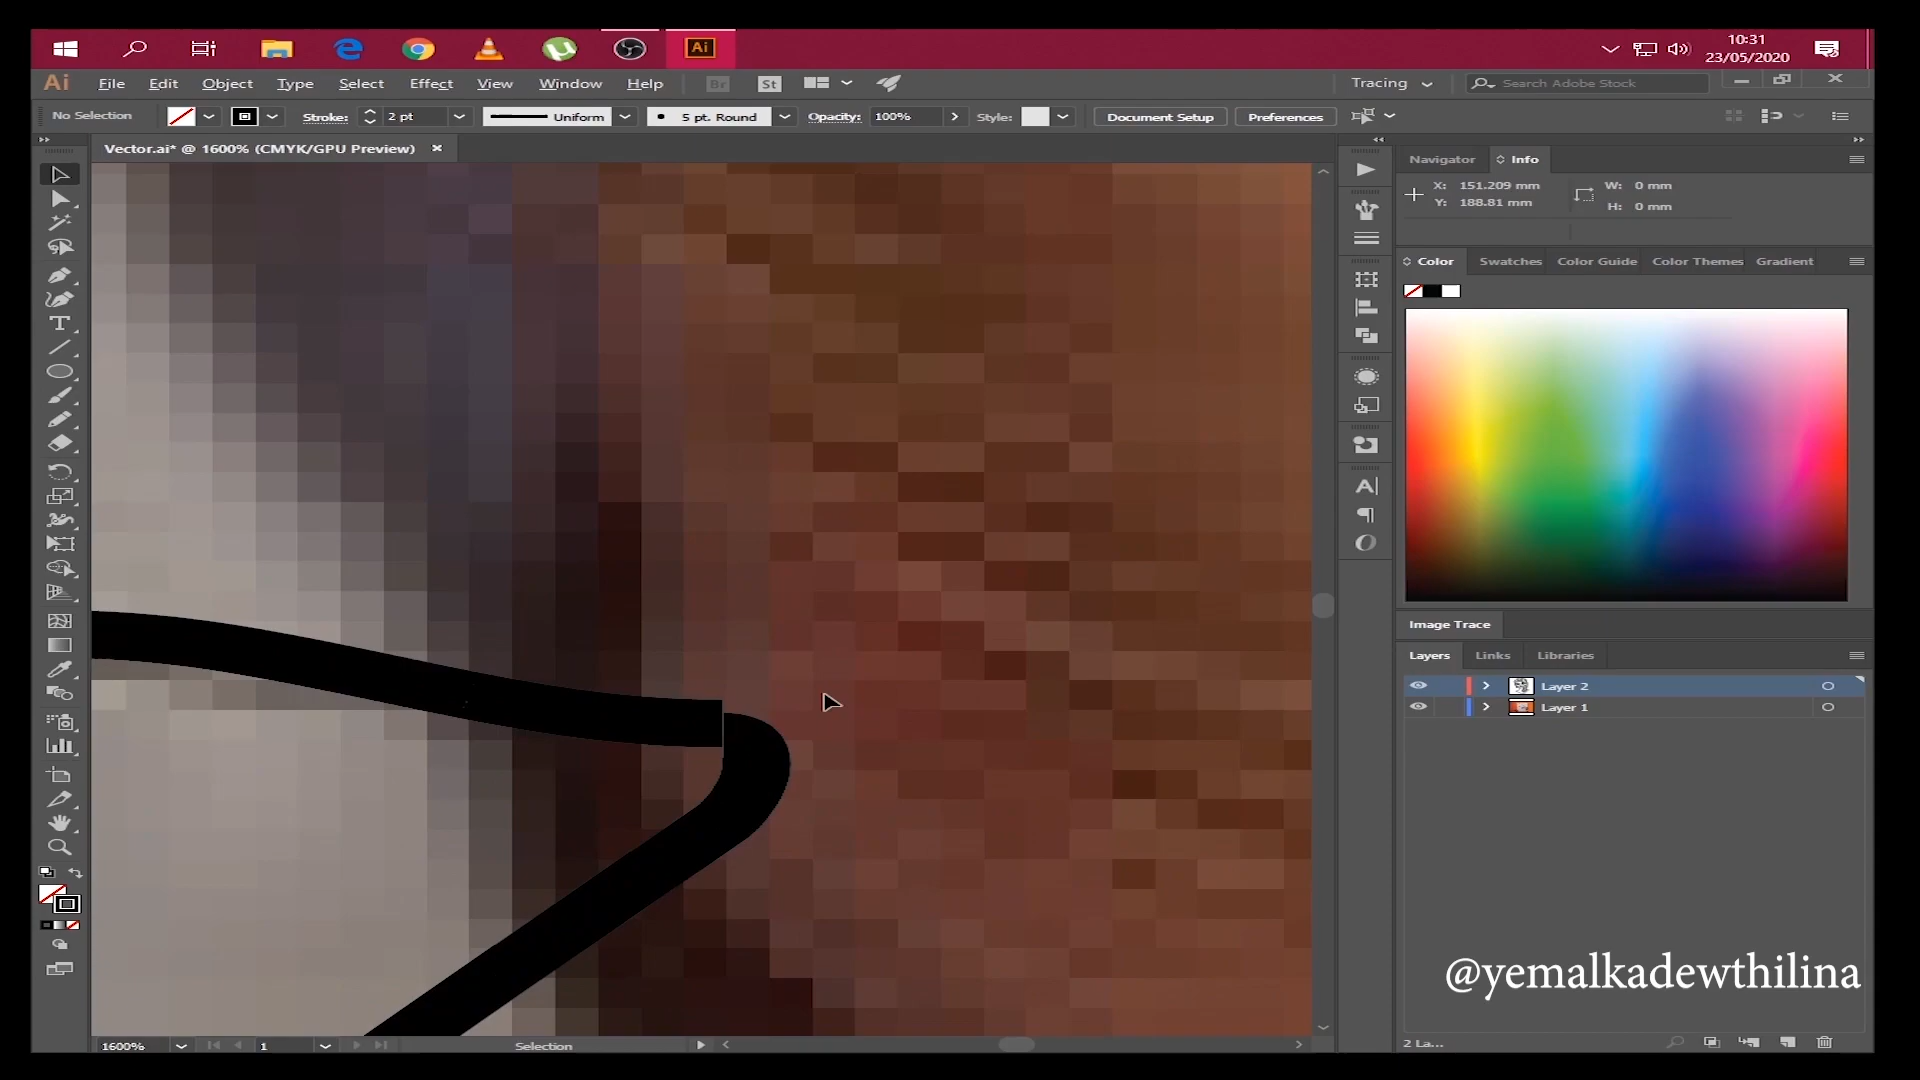 Ai
10:31
23/05/2020
Ai File Edit Object Type Select Effect View Window Help Br St Tracing Search Adobe Stock
No Selection Stroke: 2 pt Uniform 5 pt. Round Opacity: 100% Style: Document Setup Preferences
Vector.ai* @ 1600% (CMYK/GPU Preview)
Navigator Info
X: 151.209 mm W: 0 mm
Y: 188.81 mm H: 0 mm
Color Swatches Color Guide Color Themes Gradient
Image Trace
Layers Links Libraries
Layer 2
Layer 1
@yemalkadewthilina
1600% 1 Selection 2 La...